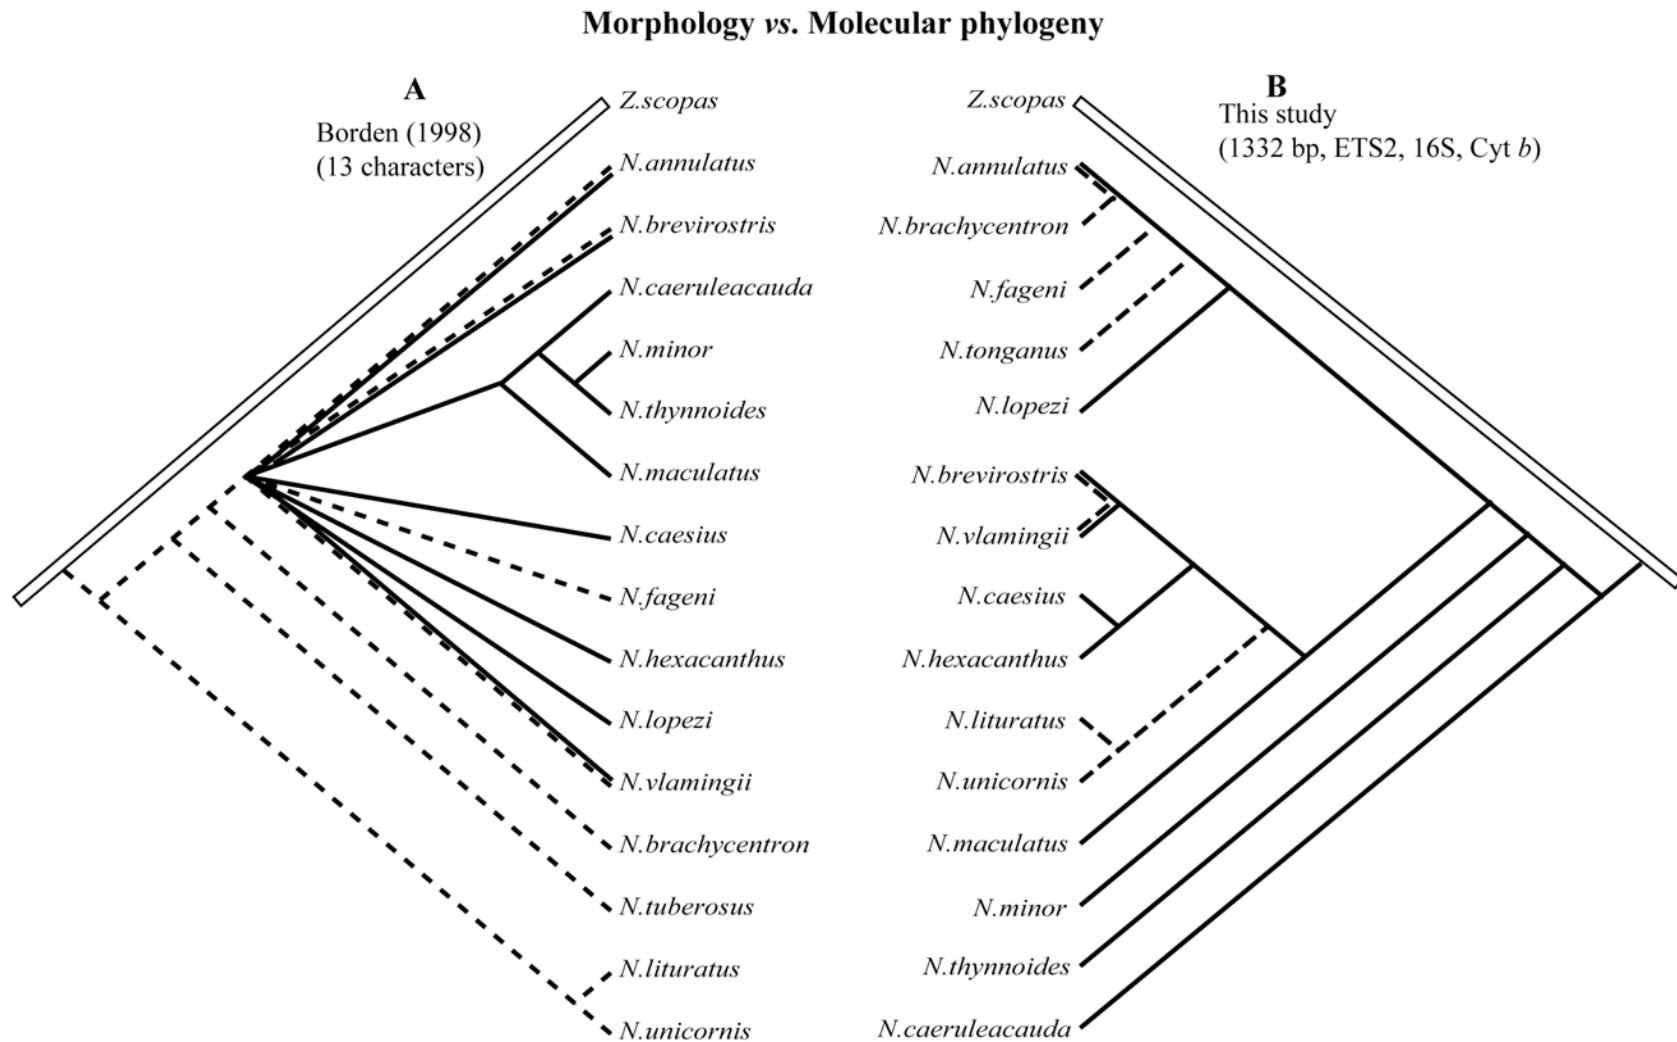 Morphology vs. Molecular phylogeny
A
Borden (1998)
(13 characters)
Z.scopas
N.annulatus
N.brevirostris
N.caeruleacauda
N.minor
N.thynnoides
N.maculatus
N.caesius
N.fageni
N.hexacanthus
N.lopezi
N.vlamingii
N.brachycentron
N.tuberosus
N.lituratus
N.unicornis
B
This study
(1332 bp, ETS2, 16S, Cyt b)
Z.scopas
N.annulatus
N.brachycentron
N.fageni
N.tonganus
N.lopezi
N.brevirostris
N.vlamingii
N.caesius
N.hexacanthus
N.lituratus
N.unicornis
N.maculatus
N.minor
N.thynnoides
N.caeruleacauda